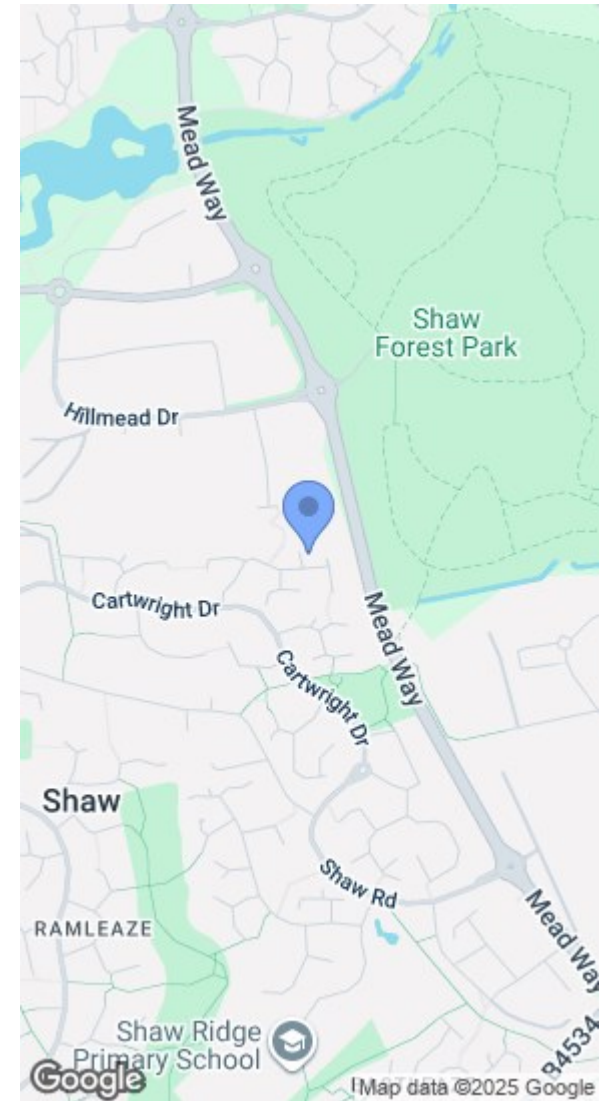 Mead Way
Shaw
Forest Park
Hillmead Dr
Cartwright Dr
Mead Way
Cartwright Dr
Shaw
Shaw Rd
Mead Way
RAMLEAZE
Shaw Ridge
Primary School
B4534
Google
Map data ©2025 Google